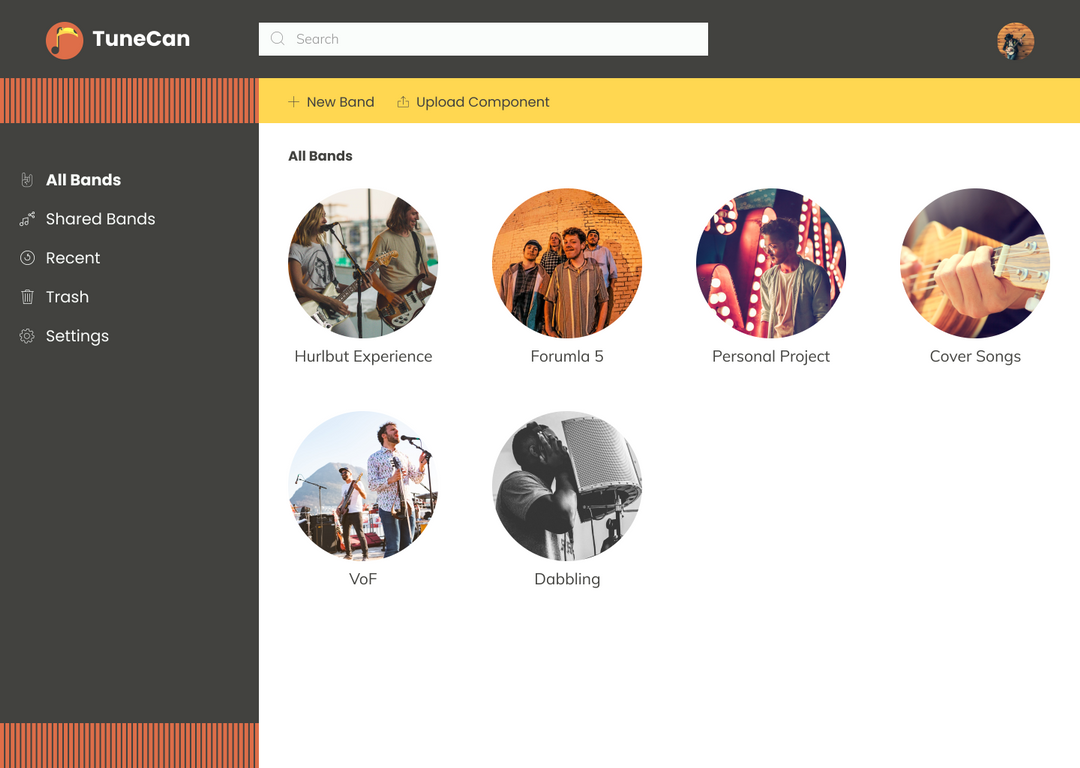 TuneCan
Search
New Band
Upload Component
All Bands
Shared Bands
Recent
Trash
Settings
All Bands
Hurlbut Experience
Forumla 5
Personal Project
Cover Songs
VoF
Dabbling